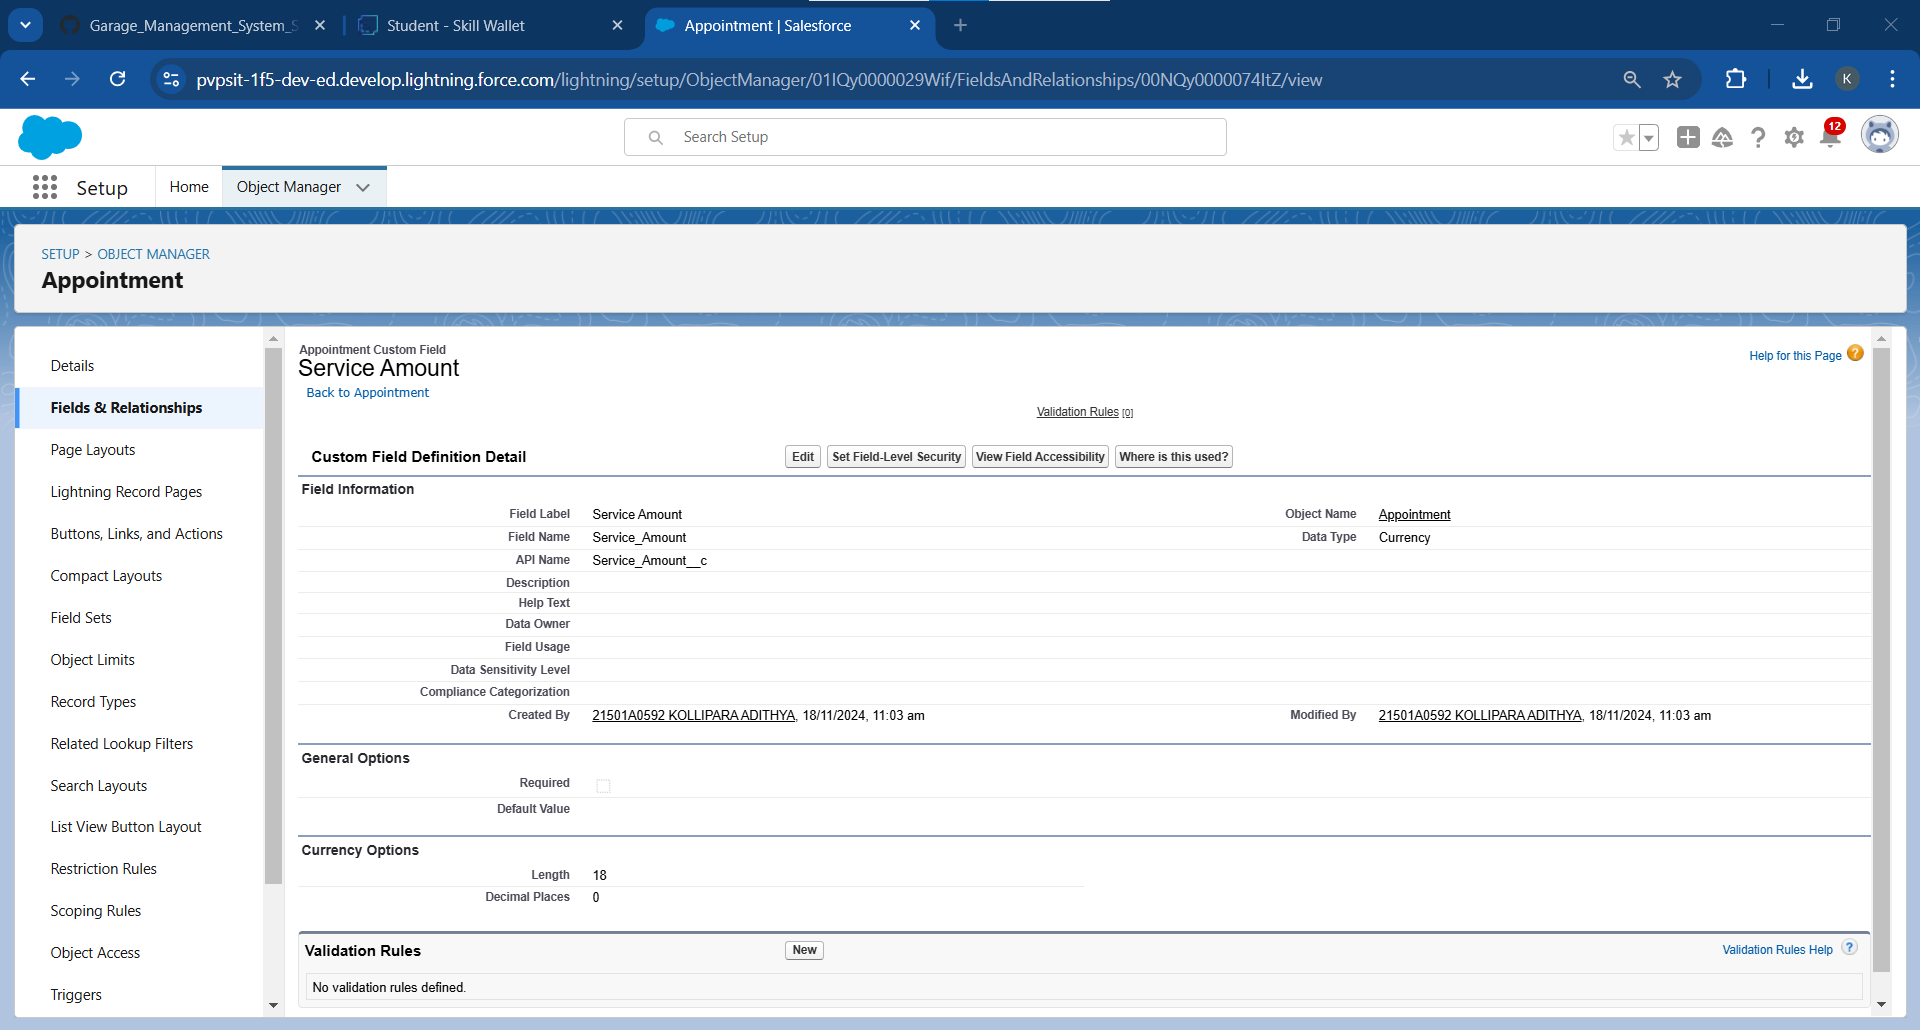 Garage_Management_System_S
Student - Skill Wallet
Appointment | Salesforce
pvpsit-1f5-dev-ed.develop.lightning.force.com/lightning/setup/ObjectManager/01IQy0000029Wif/FieldsAndRelationships/00NQy0000074ItZ/view
K
Search Setup
12
Setup
Home
Object Manager
SETUP > OBJECT MANAGER
Appointment
Details
Fields & Relationships
Page Layouts
Lightning Record Pages
Buttons, Links, and Actions
Compact Layouts
Field Sets
Object Limits
Record Types
Related Lookup Filters
Search Layouts
List View Button Layout
Restriction Rules
Scoping Rules
Object Access
Triggers
Appointment Custom Field
Service Amount
Help for this Page ?
Back to Appointment
Validation Rules [0]
Custom Field Definition Detail
Edit
Set Field-Level Security
View Field Accessibility
Where is this used?
Field Information
Field Label Service Amount Object Name Appointment
Field Name Service_Amount Data Type Currency
API Name Service_Amount__c
Description
Help Text
Data Owner
Field Usage
Data Sensitivity Level
Compliance Categorization
Created By 21501A0592 KOLLIPARA ADITHYA, 18/11/2024, 11:03 am Modified By 21501A0592 KOLLIPARA ADITHYA, 18/11/2024, 11:03 am
General Options
Required
Default Value
Currency Options
Length 18
Decimal Places 0
Validation Rules New Validation Rules Help ?
No validation rules defined.